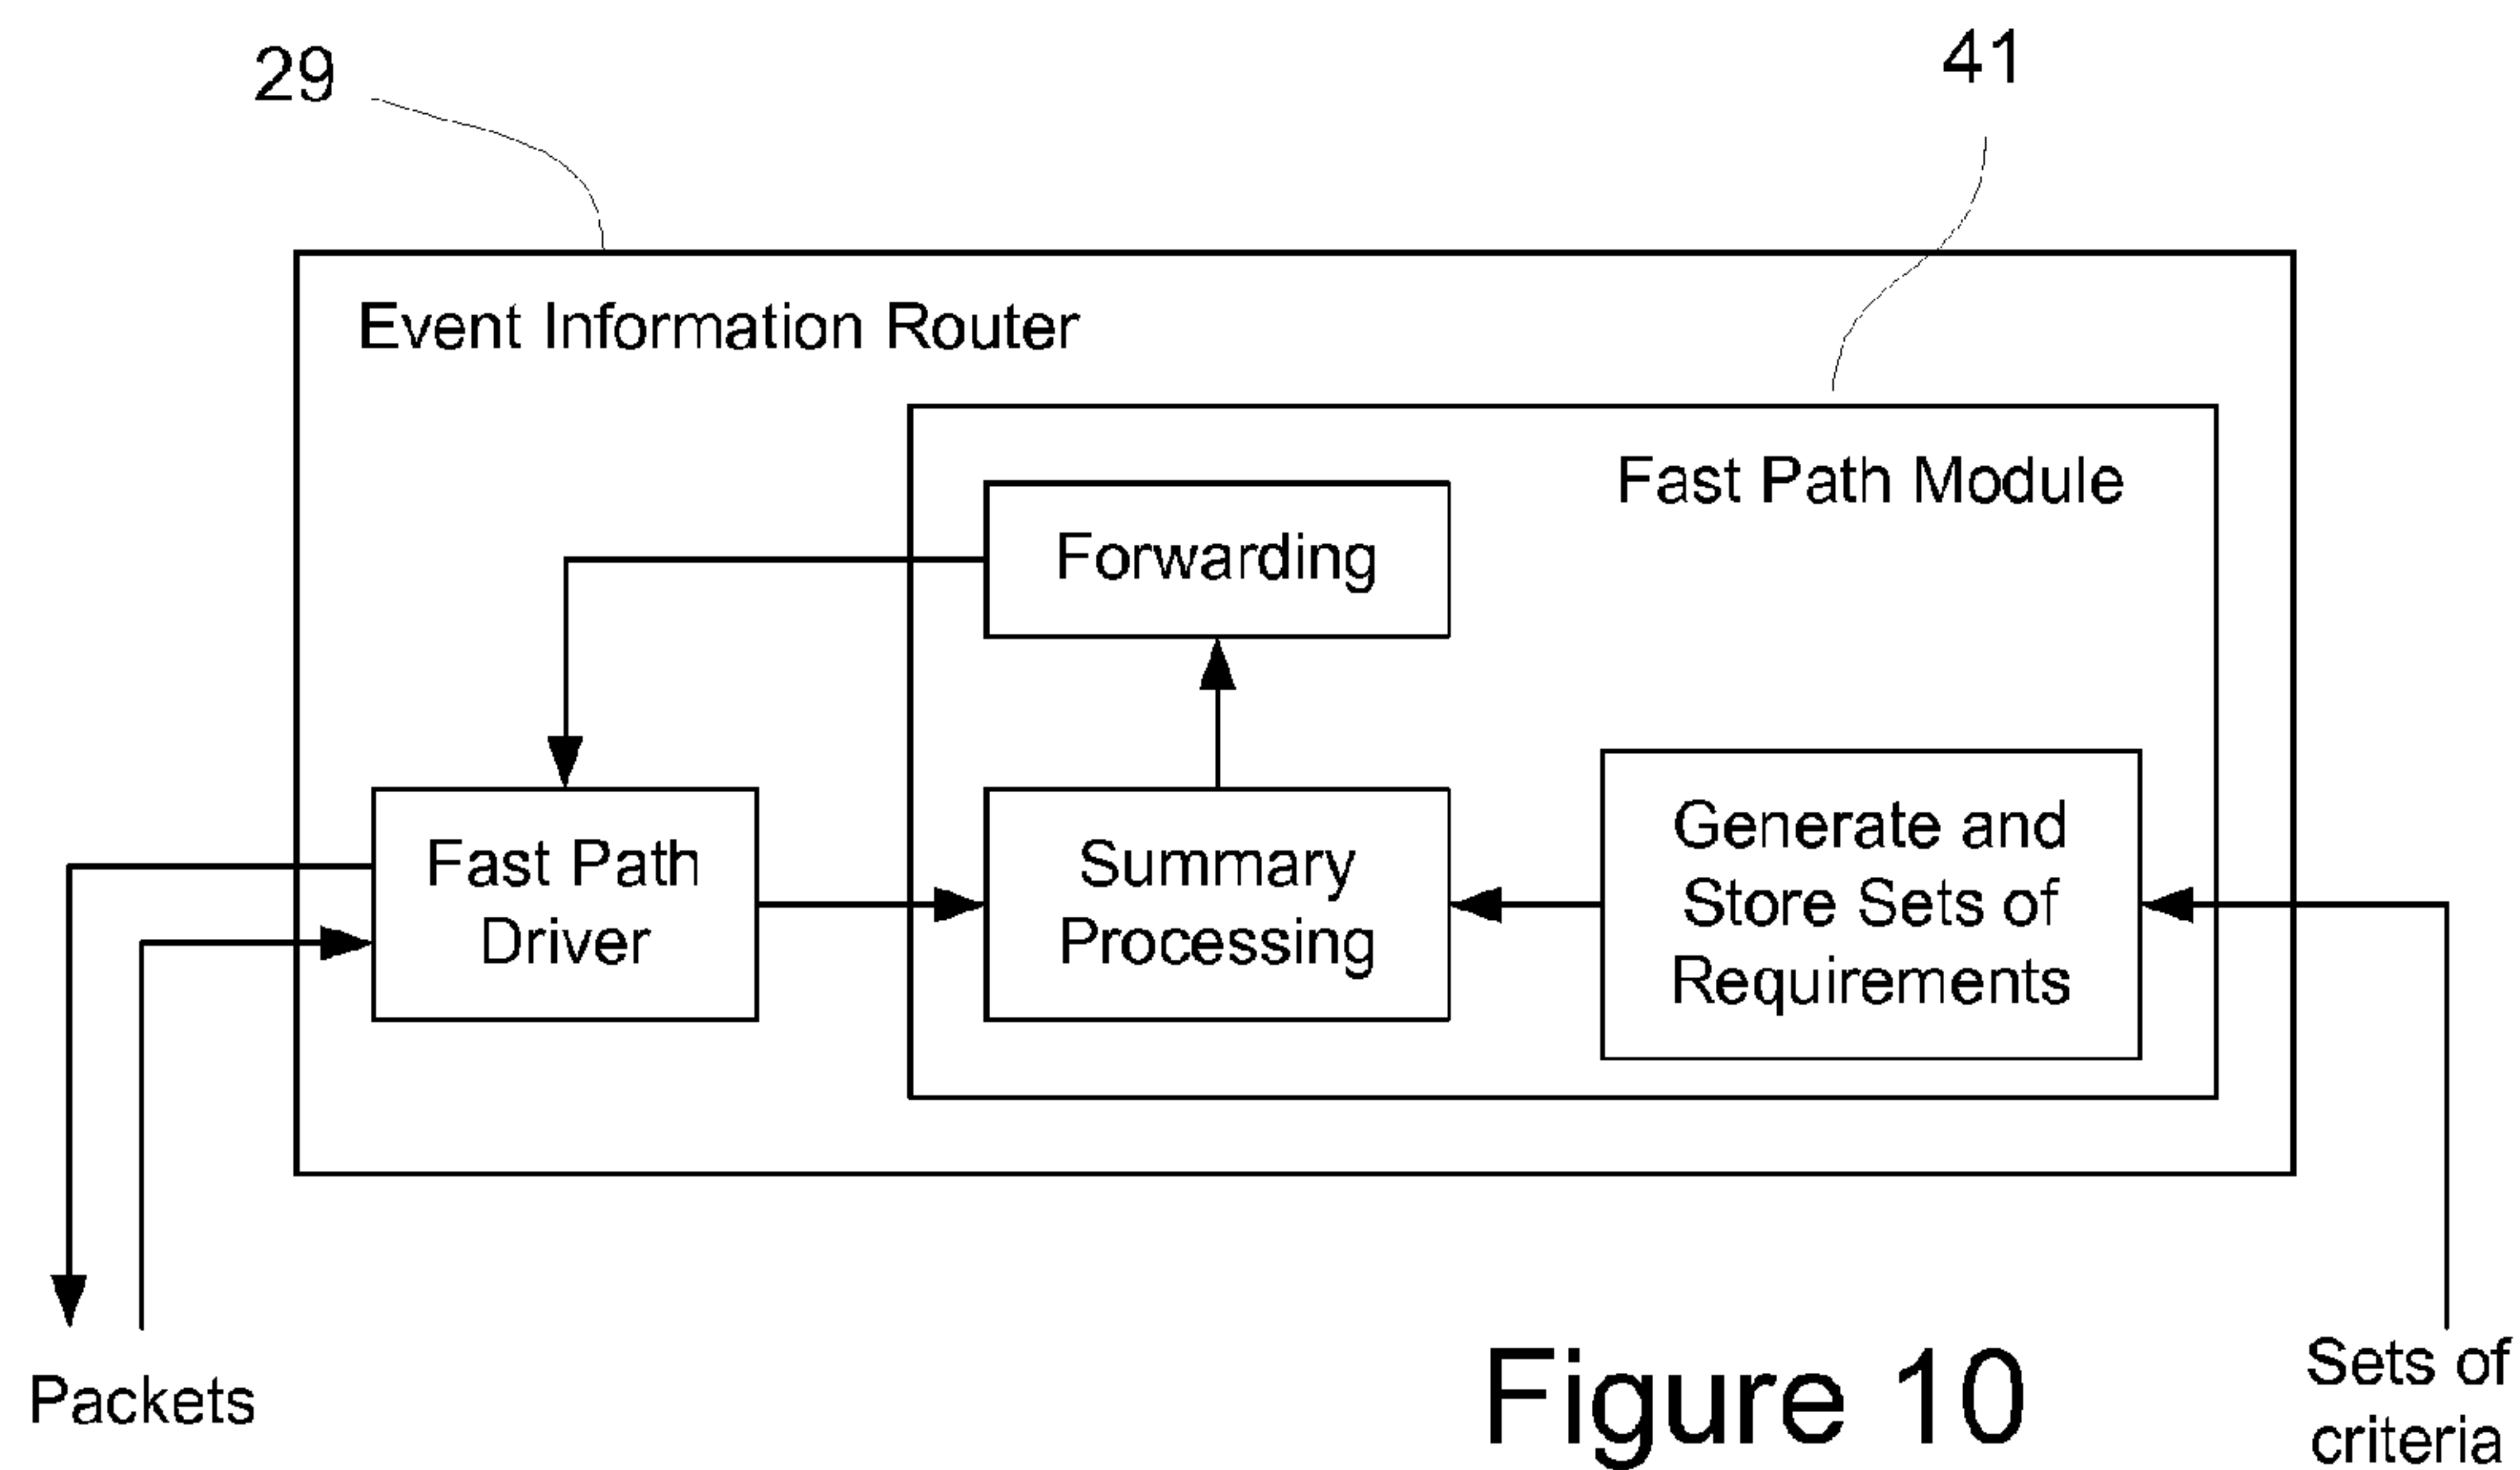 29
41
Event Information Router
Fast Path Module
Forwarding
Fast Path
Driver
Summary
Processing
Generate and
Store Sets of
Requirements
Packets
Figure 10
Sets of
criteria